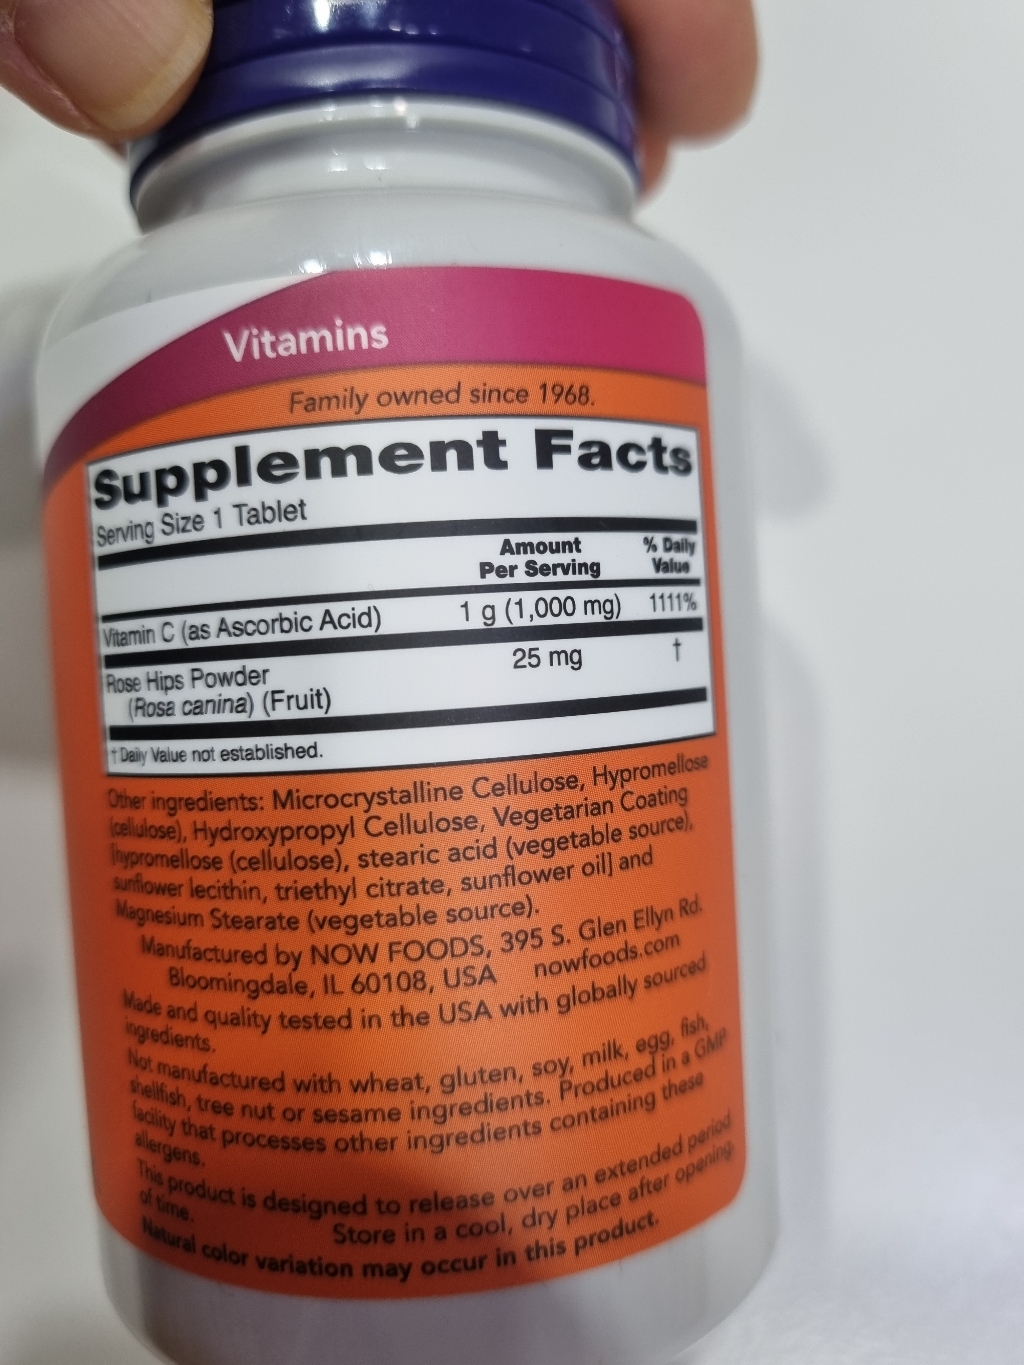 Vitamins
Family owned since 1968.
Supplement Facts
Serving Size 1 Tablet
Amount Per Serving
% Daily Value
Vitamin C (as Ascorbic Acid) 1 g (1,000 mg) 1111%
Rose Hips Powder 25 mg †
(Rosa canina) (Fruit)
† Daily Value not established.
Other ingredients: Microcrystalline Cellulose, Hypromellose
(cellulose), Hydroxypropyl Cellulose, Vegetarian Coating
[hypromellose (cellulose), stearic acid (vegetable source),
sunflower lecithin, triethyl citrate, sunflower oil] and
Magnesium Stearate (vegetable source).
Manufactured by NOW FOODS, 395 S. Glen Ellyn Rd.
Bloomingdale, IL 60108, USA nowfoods.com
Made and quality tested in the USA with globally sourced
ingredients.
Not manufactured with wheat, gluten, soy, milk, egg, fish,
shellfish, tree nut or sesame ingredients. Produced in a GMP
facility that processes other ingredients containing these
allergens.
This product is designed to release over an extended period
of time.
Store in a cool, dry place after opening.
Natural color variation may occur in this product.